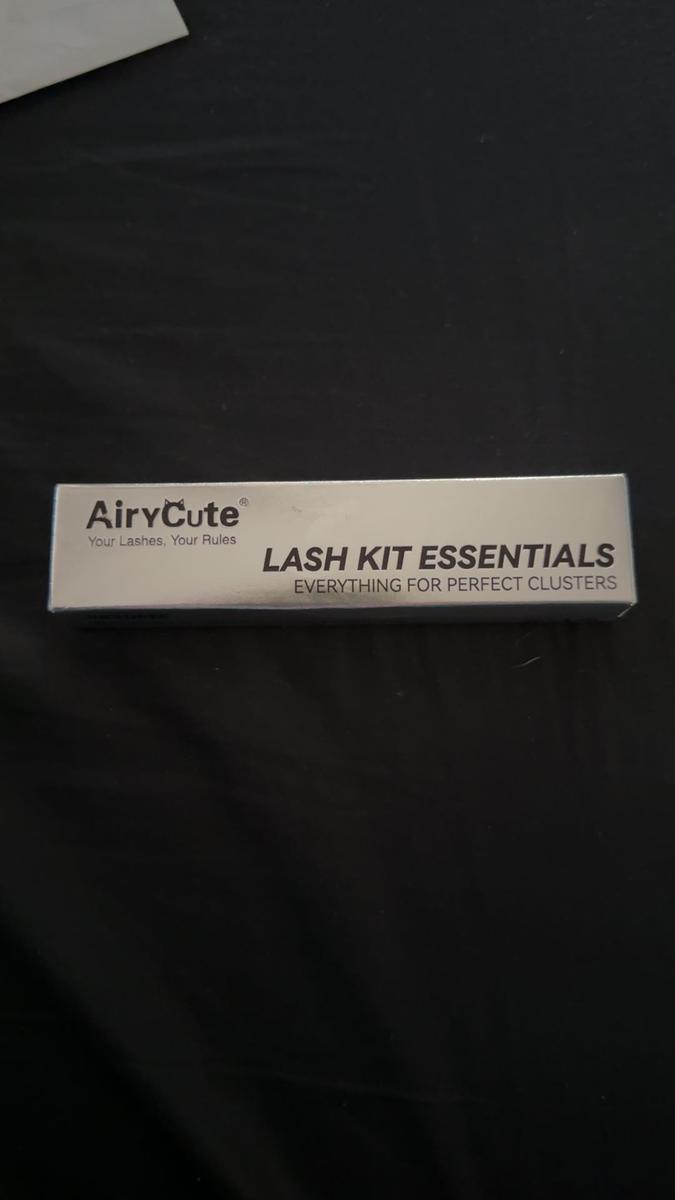 AiryCute®
Your Lashes, Your Rules
LASH KIT ESSENTIALS
EVERYTHING FOR PERFECT CLUSTERS